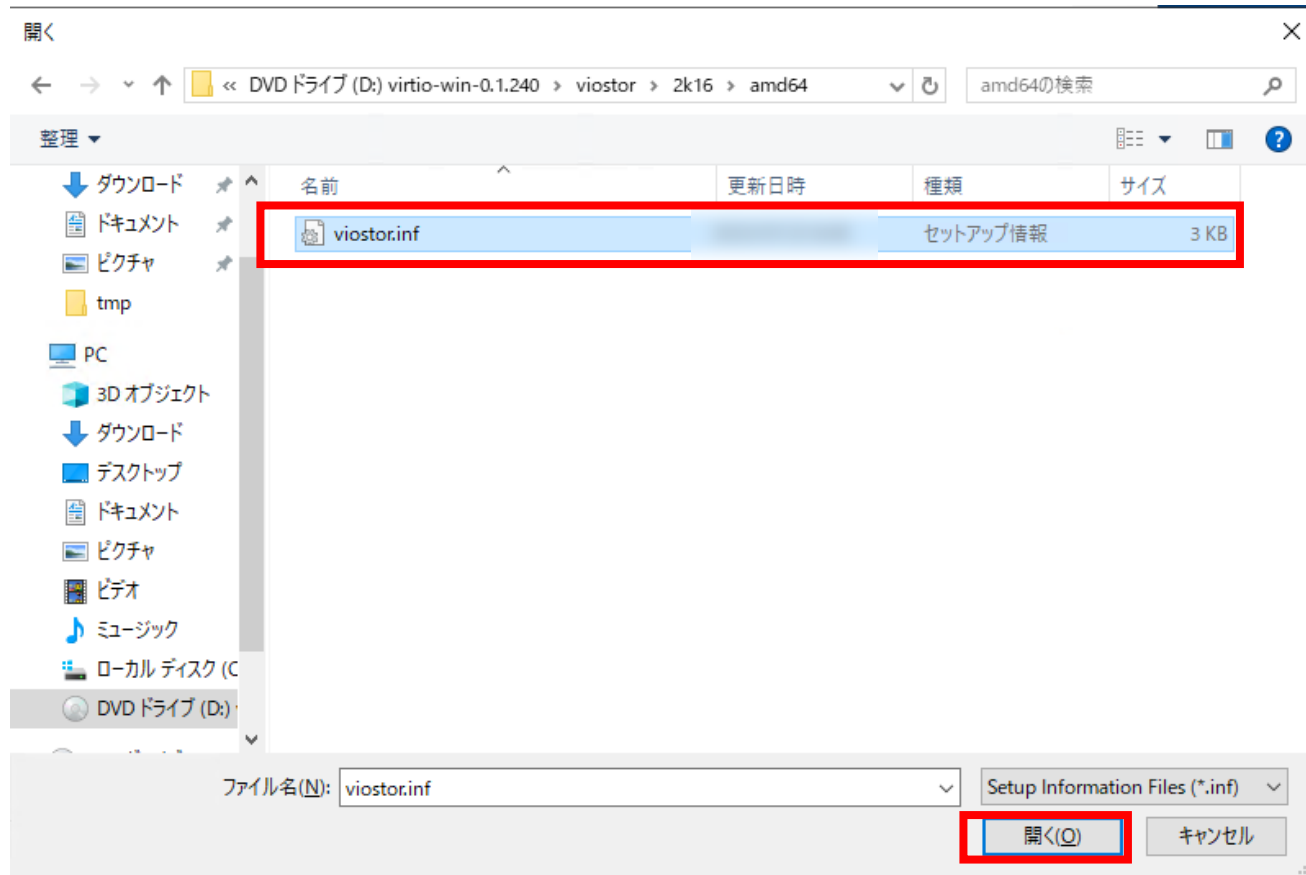 開く
« DVD ドライブ (D:) virtio-win-0.1.240 › viostor › 2k16 › amd64
amd64の検索
整理
名前 更新日時 種類 サイズ
viostor.inf セットアップ情報 3 KB
ダウンロード
ドキュメント
ピクチャ
tmp
PC
3D オブジェクト
ダウンロード
デスクトップ
ドキュメント
ピクチャ
ビデオ
ミュージック
ローカル ディスク (C
DVD ドライブ (D:)
ファイル名(N): viostor.inf Setup Information Files (*.inf)
開く(O) キャンセル